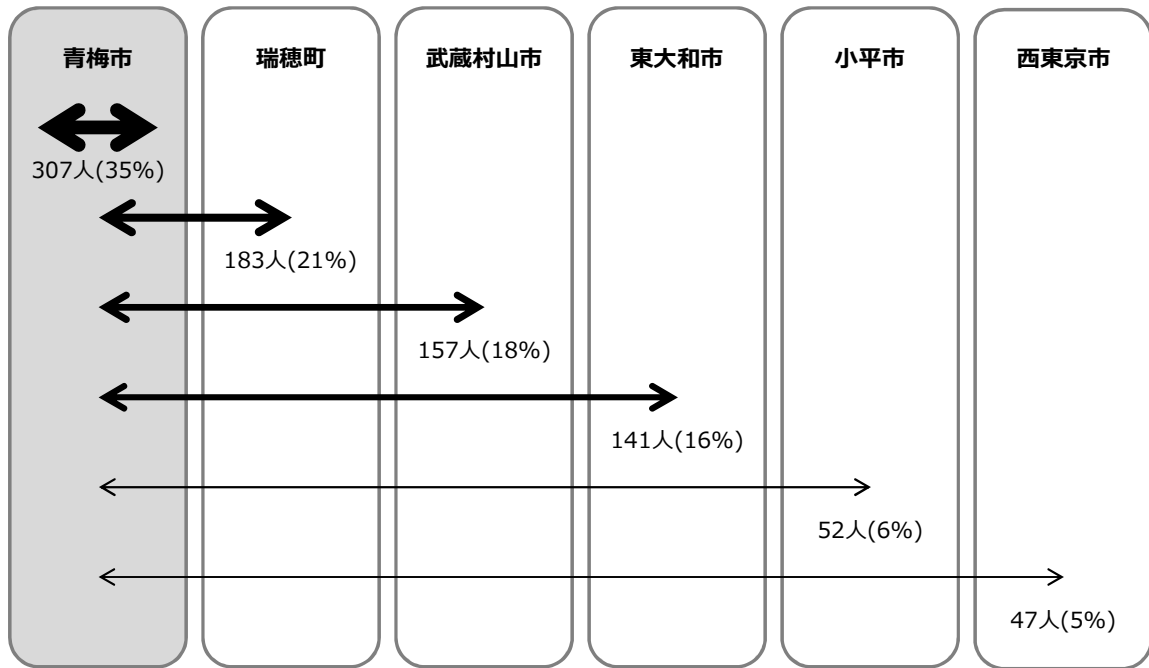 青梅市
瑞穂町
武蔵村山市
東大和市
小平市
西東京市
307人(35%)
183人(21%)
157人(18%)
141人(16%)
52人(6%)
47人(5%)